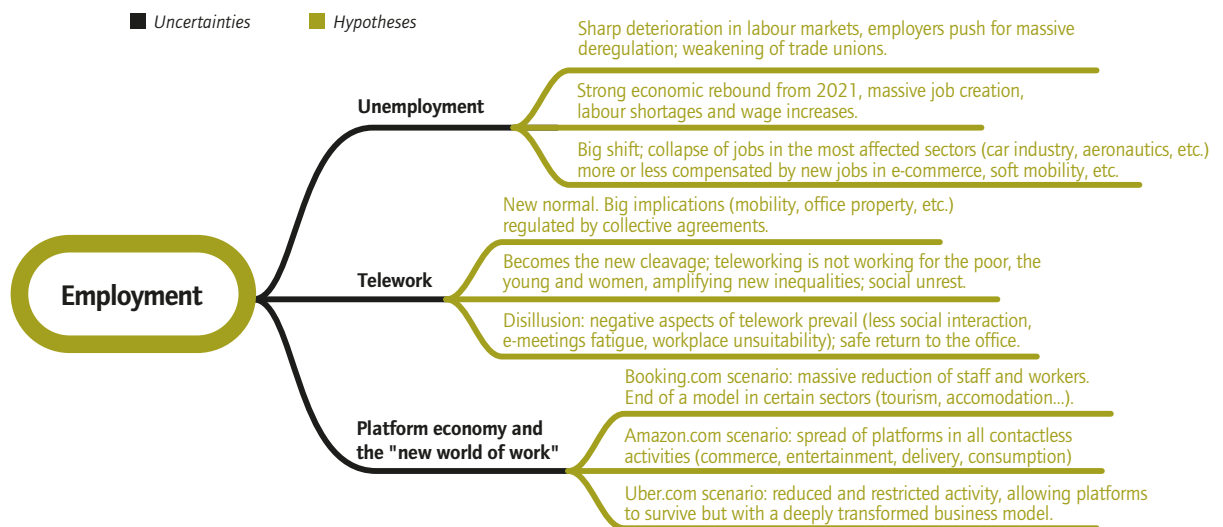 Uncertainties
Hypotheses
Employment
Unemployment
Sharp deterioration in labour markets, employers push for massive
deregulation; weakening of trade unions.
Strong economic rebound from 2021, massive job creation,
labour shortages and wage increases.
Big shift; collapse of jobs in the most affected sectors (car industry, aeronautics, etc.)
more or less compensated by new jobs in e-commerce, soft mobility, etc.
Telework
New normal. Big implications (mobility, office property, etc.)
regulated by collective agreements.
Becomes the new cleavage; teleworking is not working for the poor, the
young and women, amplifying new inequalities; social unrest.
Disillusion: negative aspects of telework prevail (less social interaction,
e-meetings fatigue, workplace unsuitability); safe return to the office.
Platform economy and
the "new world of work"
Booking.com scenario: massive reduction of staff and workers.
End of a model in certain sectors (tourism, accomodation...).
Amazon.com scenario: spread of platforms in all contactless
activities (commerce, entertainment, delivery, consumption)
Uber.com scenario: reduced and restricted activity, allowing platforms
to survive but with a deeply transformed business model.